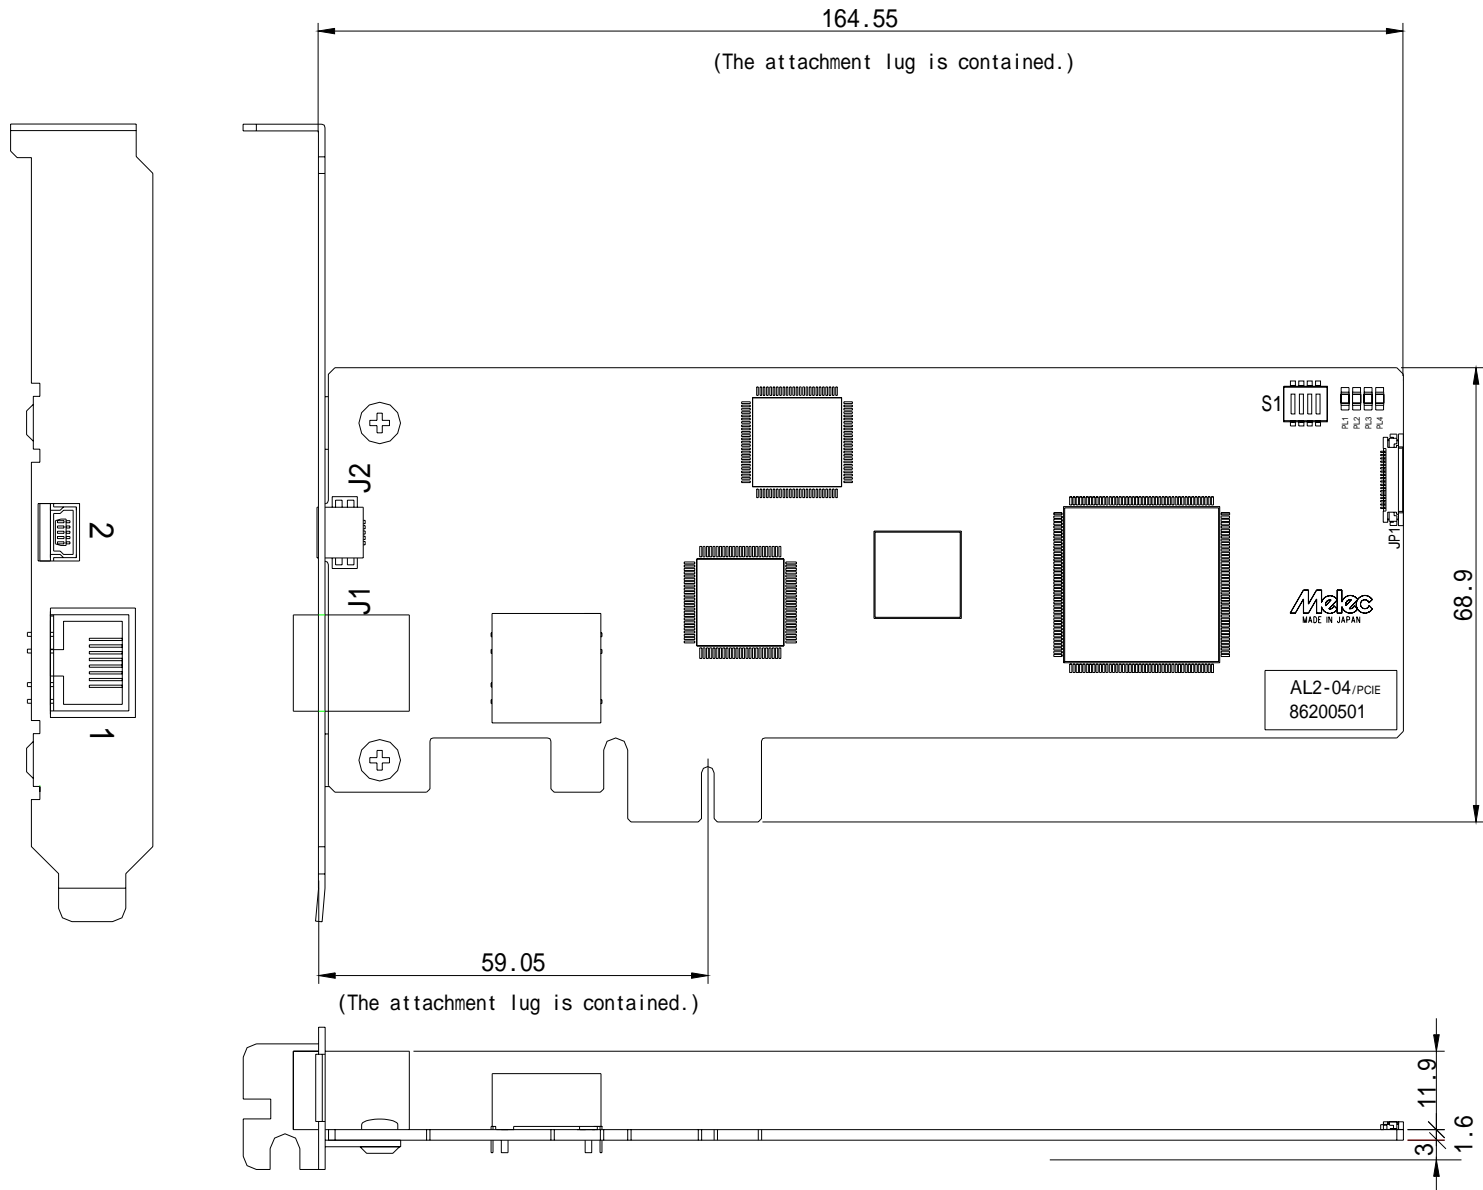 164.55
(The attachment lug is contained.)
S1
PL1
PL2
PL3
PL4
J2
2
JP1
J1
68.9
Melec
MADE IN JAPAN
1
AL2-04/PCIE
86200501
59.05
(The attachment lug is contained.)
11.9
1.6
3